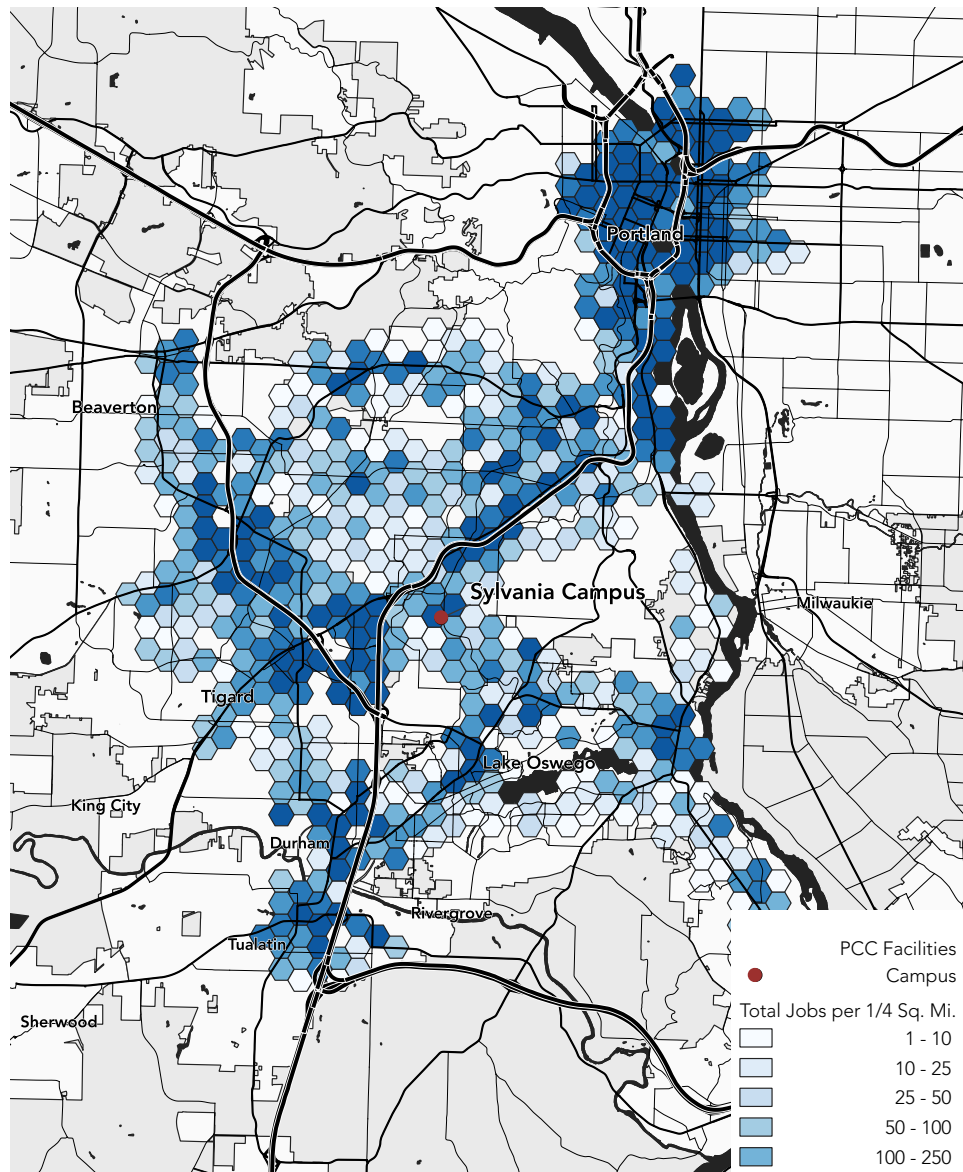 Portland
Beaverton
Sylvania Campus
Milwaukie
Tigard
Lake Oswego
King City
Durham
Rivergrove
Tualatin
Sherwood
PCC Facilities
Campus
Total Jobs per 1/4 Sq. Mi.
1 - 10
10 - 25
25 - 50
50 - 100
100 - 250